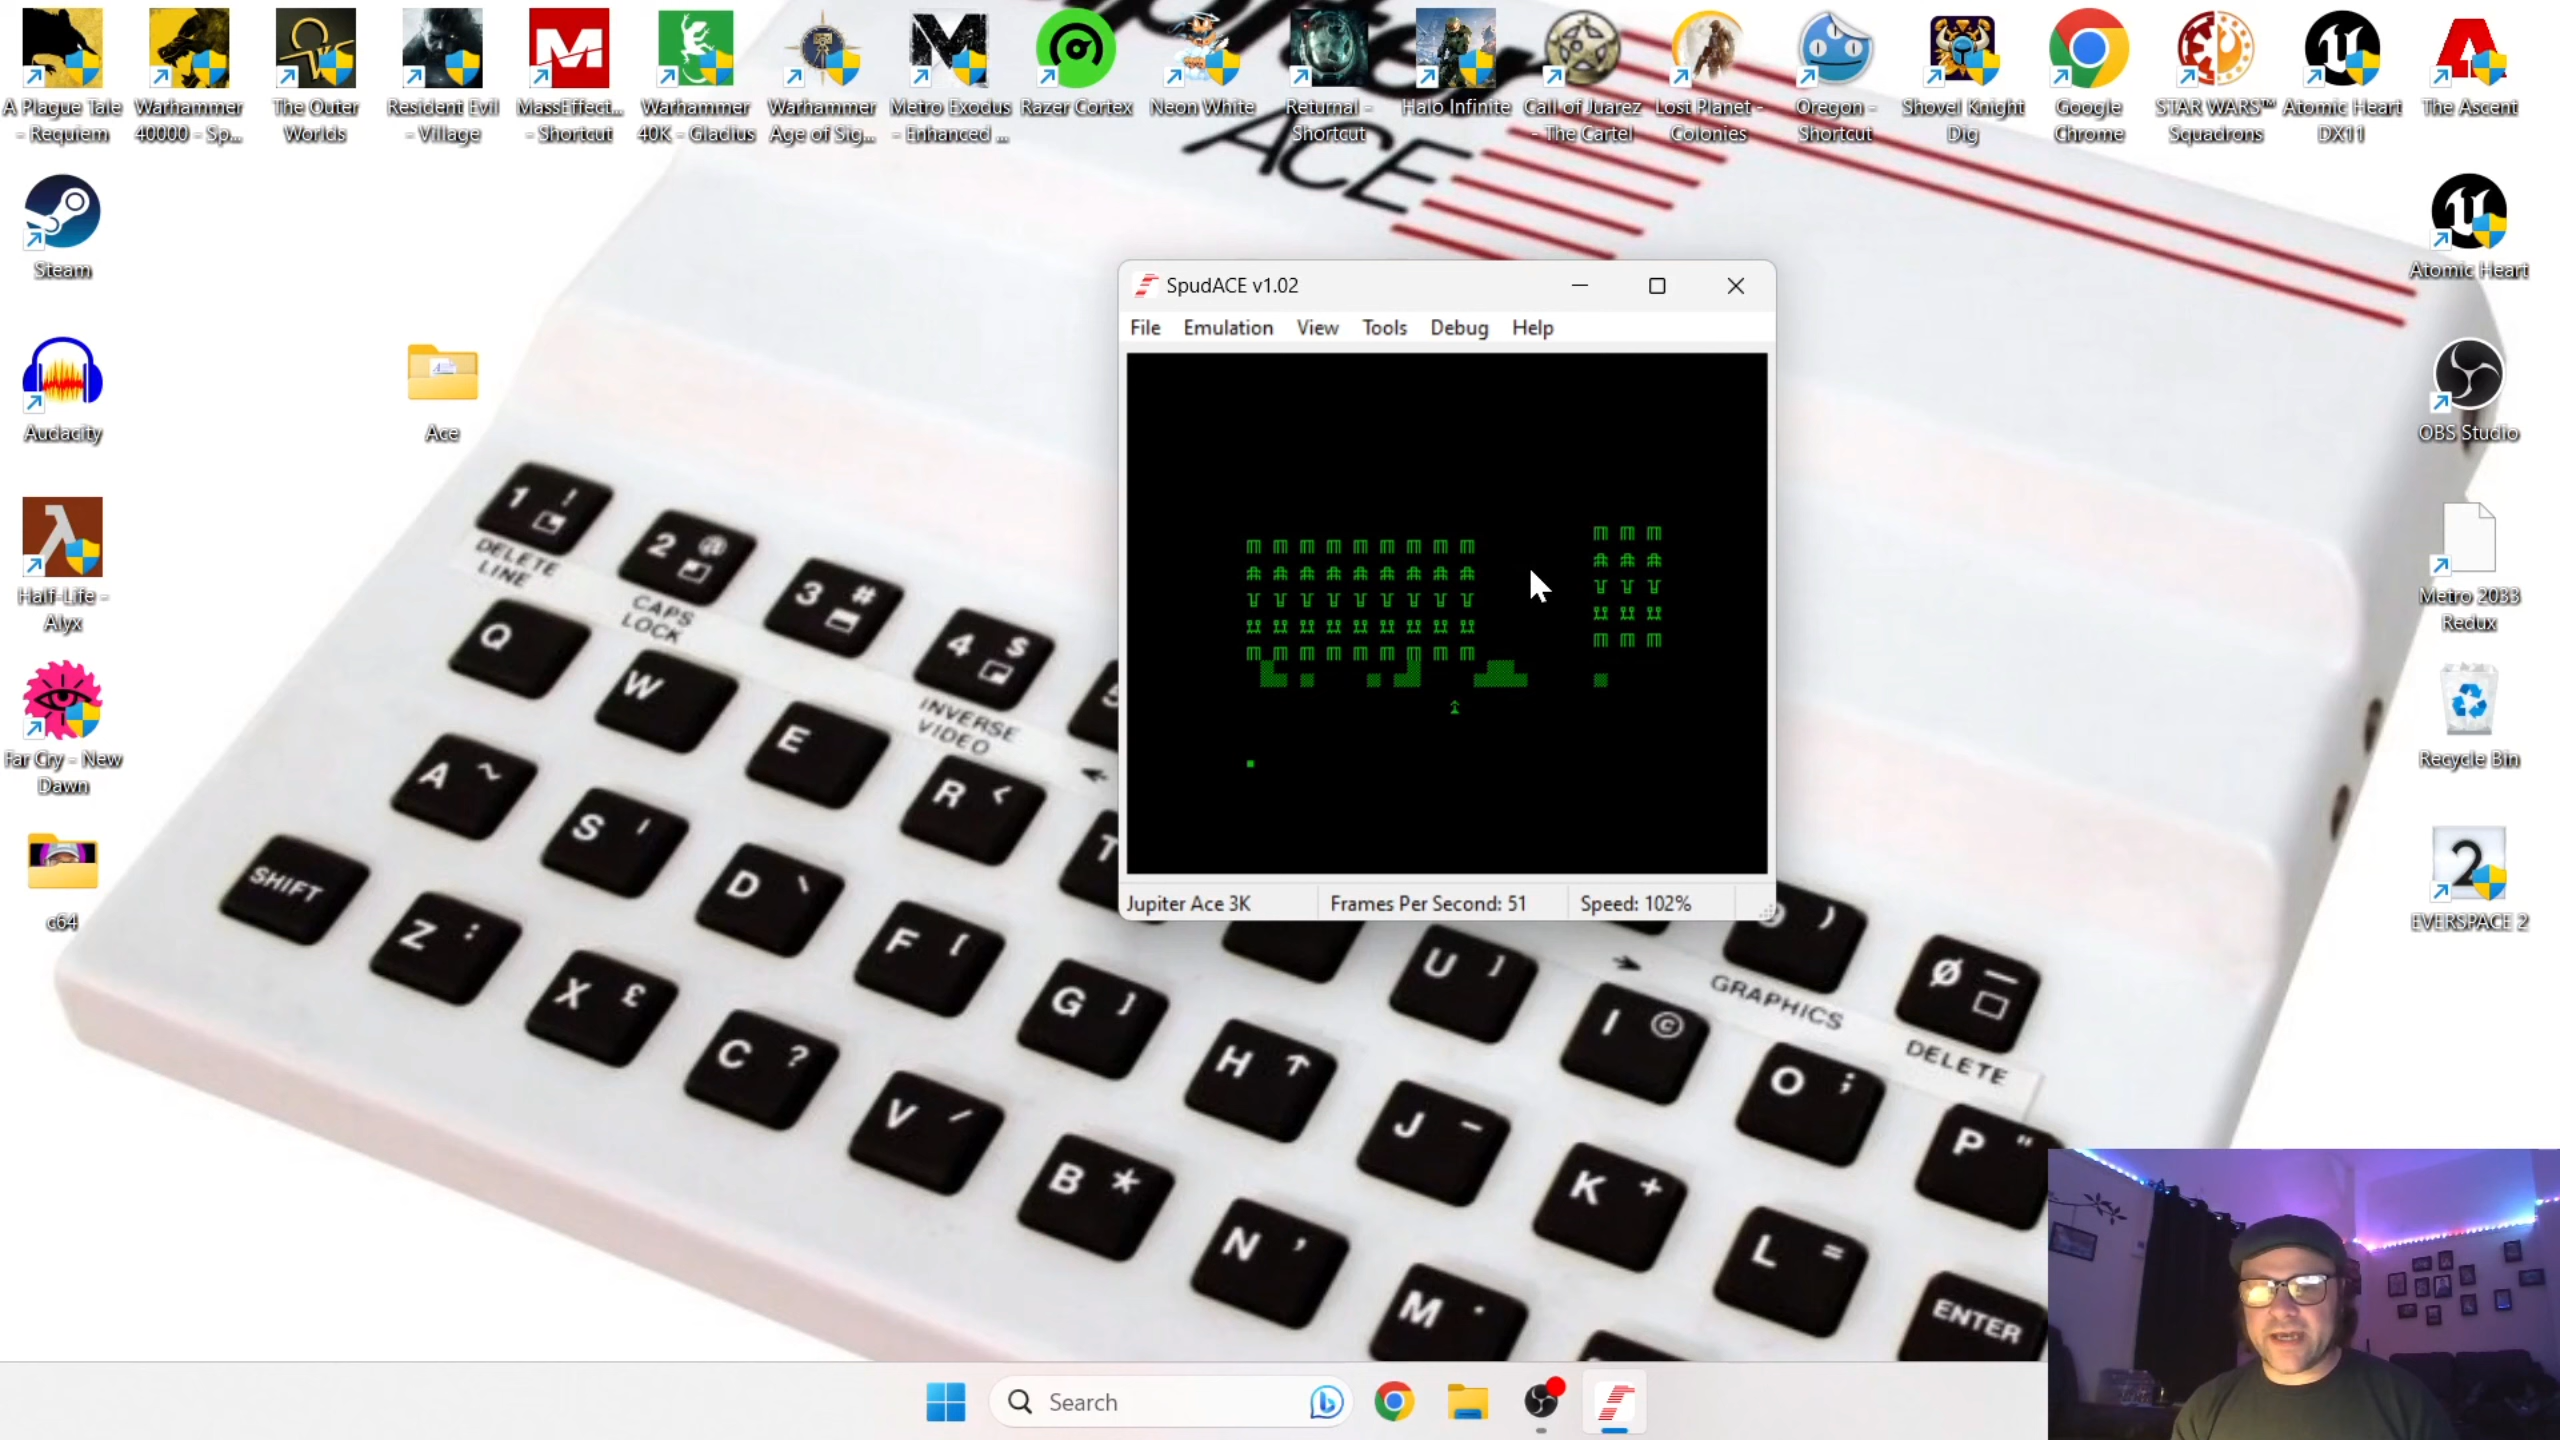 A Plague Tale
- Requiem
Warhammer
40000 - Sp...
The Outer
Worlds
Resident Evil
- Village
MassEffect...
- Shortcut
Warhammer
40K - Gladius
Warhammer
Age of Sig...
Metro Exodus
- Enhanced ...
Razer Cortex
Neon White
Returnal -
Shortcut
Halo Infinite
Call of Juarez
- The Cartel
Lost Planet -
Colonies
Oregon -
Shortcut
Shovel Knight
Dig
Google
Chrome
STAR WARS™
Squadrons
Atomic Heart
DX11
The Ascent
ACE
Steam
Atomic Heart
Audacity
Ace
OBS Studio
Half-Life -
Alyx
Metro 2033
Redux
Far Cry - New
Dawn
Recycle Bin
c64
2
EVERSPACE 2
SpudACE v1.02
File Emulation View Tools Debug Help
Jupiter Ace 3K
Frames Per Second: 51
Speed: 102%
1 !
2 @
3 #
4 $
5
DELETE
LINE
CAPS
LOCK
INVERSE
VIDEO
Q
W
E
R <
T
U ]
I ©
O ;
P "
GRAPHICS
Ø _
DELETE
A ~
S |
D \
F [
G }
H ↑
J -
K +
L =
ENTER
SHIFT
Z :
X £
C ?
V /
B *
N ,
M .
Search